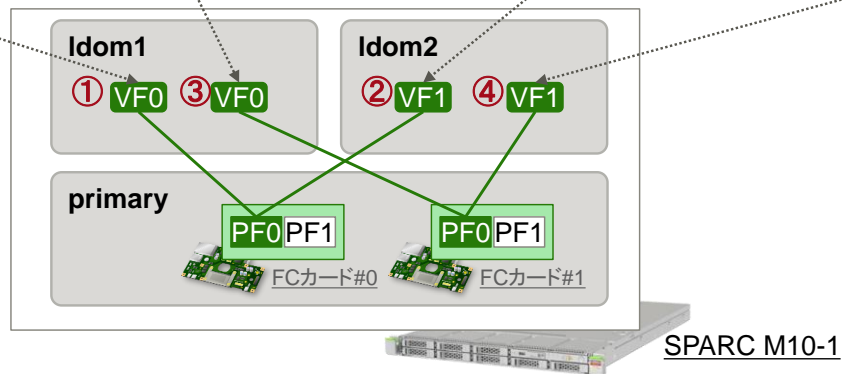 ldom1
ldom2
① VF0 ③ VF0
② VF1 ④ VF1
primary
PF0 PF1
PF0 PF1
FCカード#0
FCカード#1
SPARC M10-1